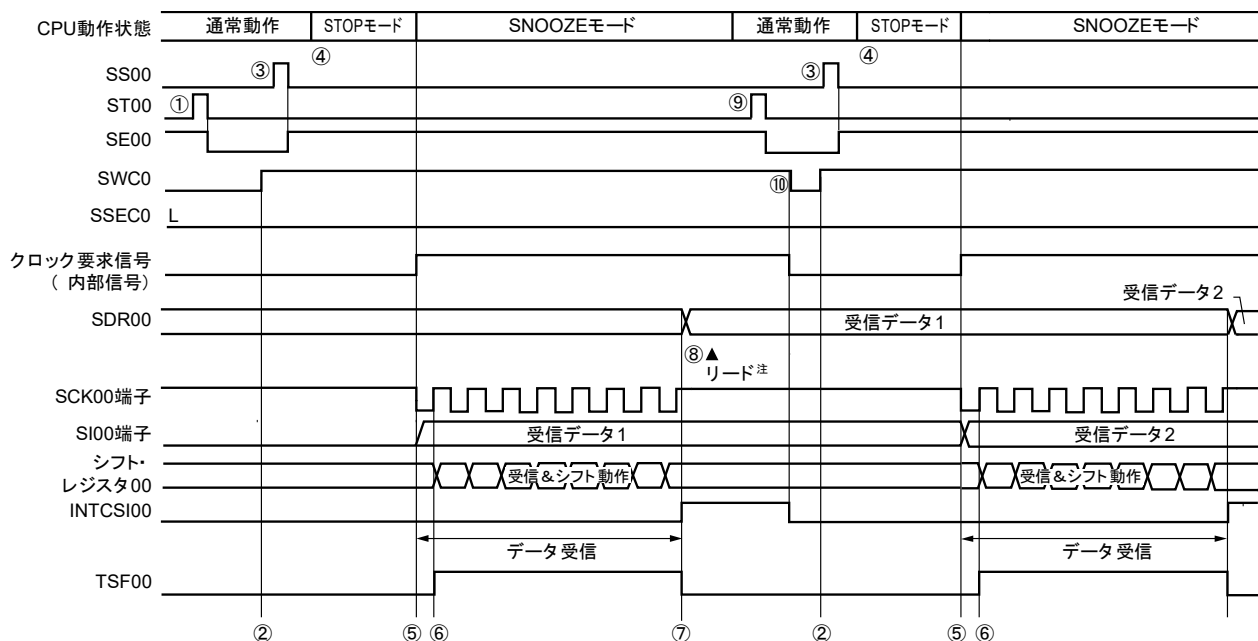 CPU動作状態 通常動作 STOPモード SNOOZEモード 通常動作 STOPモード SNOOZEモード
④ ④
SS00 ③ ③
ST00 ① ⑨
SE00
SWC0 ⑩
SSEC0 L
クロック要求信号
( 内部信号)
受信データ2
SDR00 受信データ1
⑧▲
リード注
SCK00端子
SI00端子 受信データ1 受信データ2
シフト・
レジスタ00 受信&シフト動作 受信&シフト動作
INTCSI00
データ受信 データ受信
TSF00
② ⑤ ⑥ ⑦ ② ⑤ ⑥